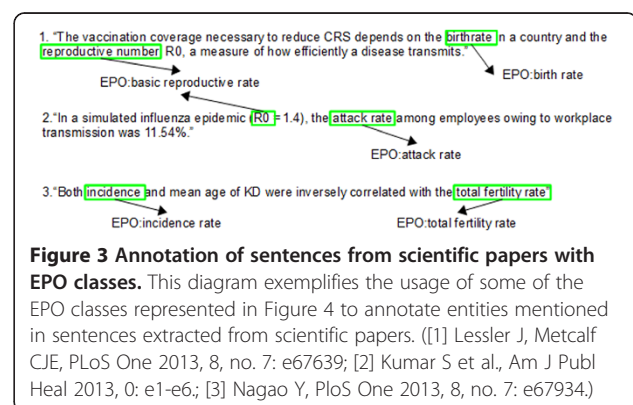 1. "The vaccination coverage necessary to reduce CRS depends on the birthrate in a country and the
reproductive number R0, a measure of how efficiently a disease transmits."
EPO:basic reproductive rate
EPO:birth rate
2."In a simulated influenza epidemic (R0 = 1.4), the attack rate among employees owing to workplace
transmission was 11.54%."
EPO:attack rate
3."Both incidence and mean age of KD were inversely correlated with the total fertility rate"
EPO:incidence rate
EPO:total fertility rate
Figure 3 Annotation of sentences from scientific papers with
EPO classes. This diagram exemplifies the usage of some of the
EPO classes represented in Figure 4 to annotate entities mentioned
in sentences extracted from scientific papers. ([1] Lessler J, Metcalf
CJE, PLoS One 2013, 8, no. 7: e67639; [2] Kumar S et al., Am J Publ
Heal 2013, 0: e1-e6.; [3] Nagao Y, PloS One 2013, 8, no. 7: e67934.)